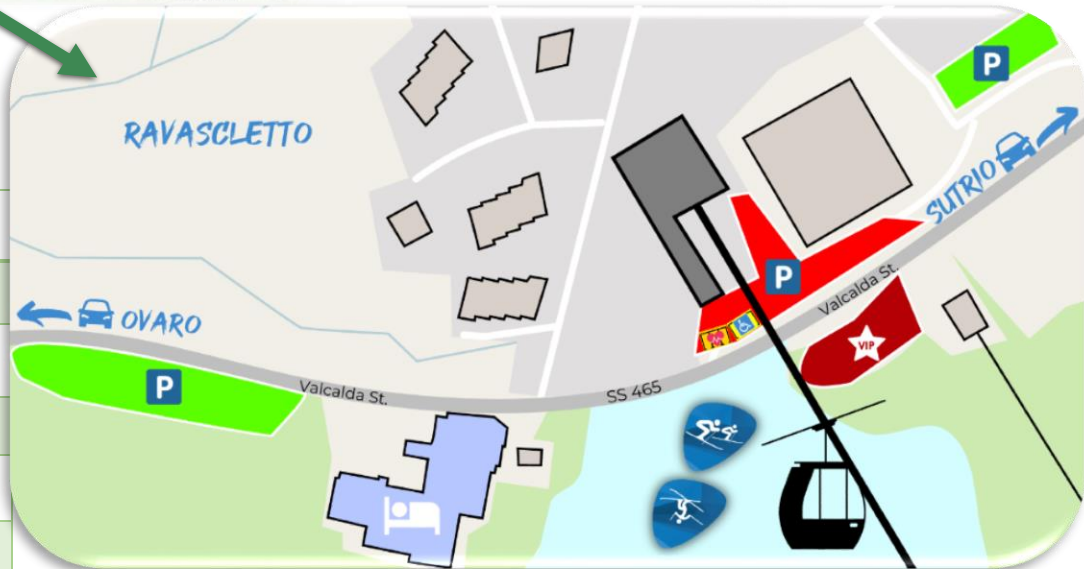 P
RAVASCLETTO
SUTRIO
P
Valcalda St.
OVARO
VIP
P
Valcalda St.
SS 465